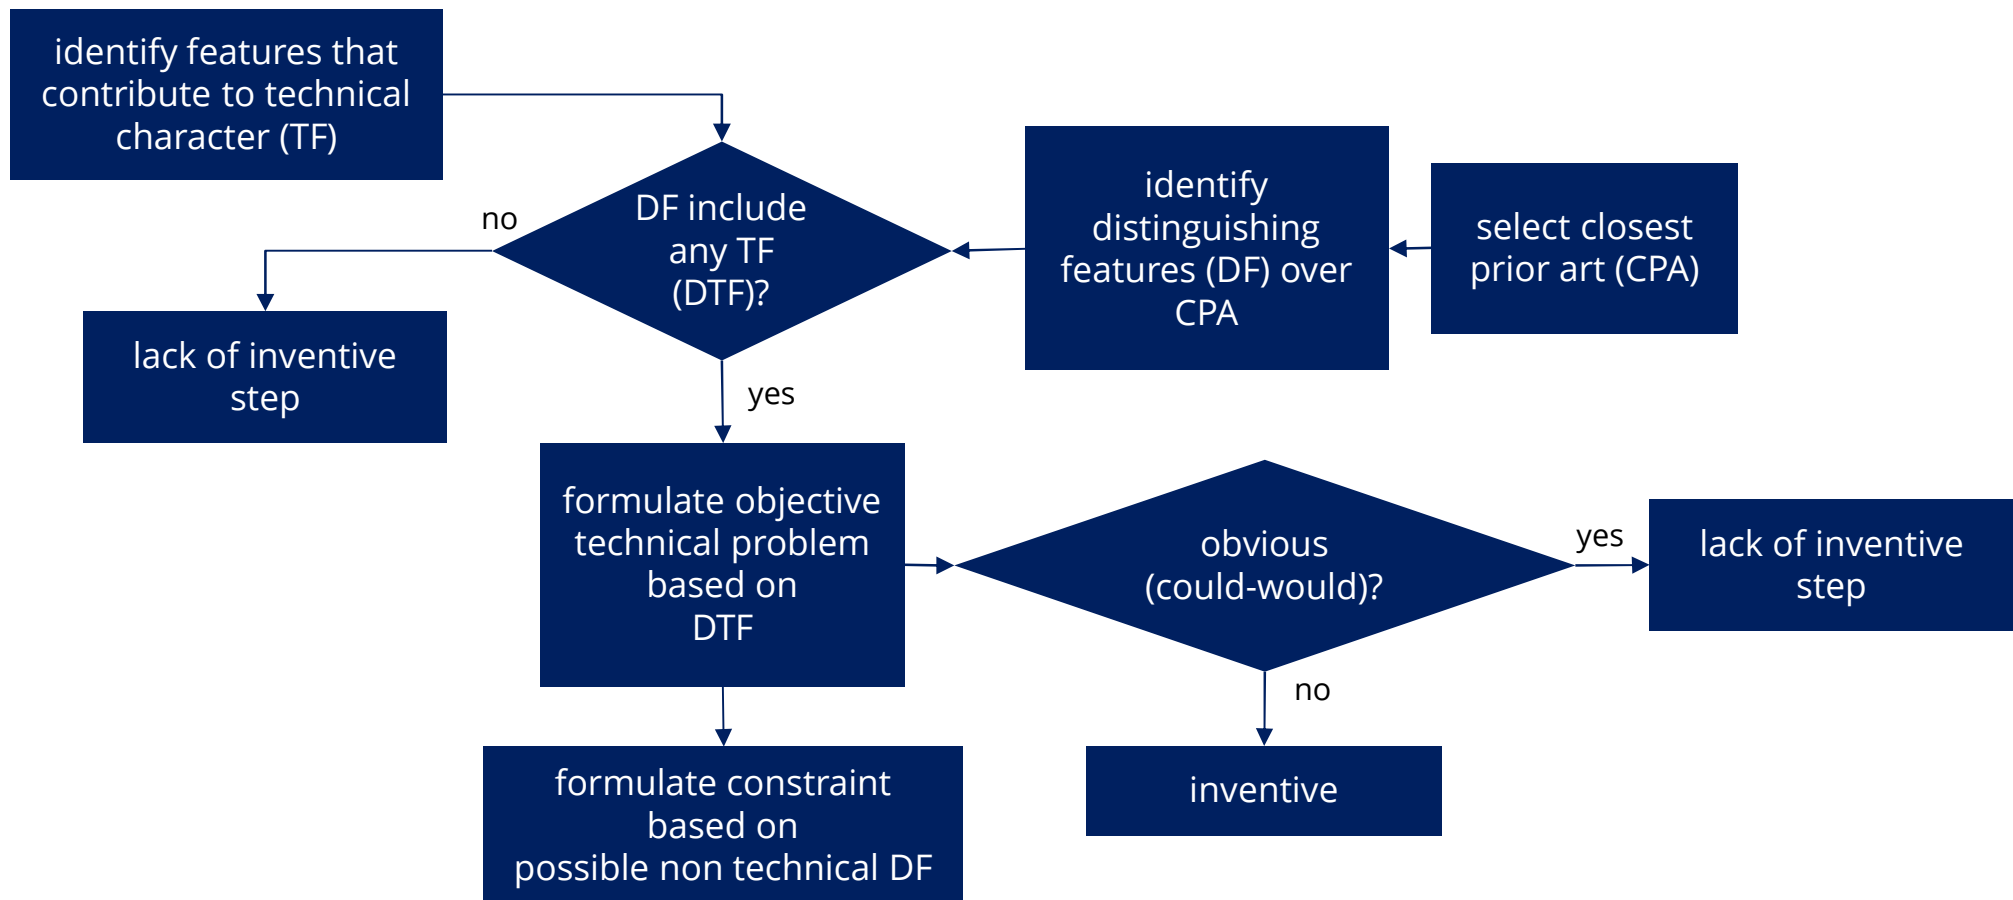 identify features that
contribute to technical
character (TF)
DF include
any TF
(DTF)?
identify
distinguishing
features (DF) over
CPA
select closest
prior art (CPA)
no
lack of inventive
step
yes
formulate objective
technical problem
based on
DTF
obvious
(could-would)?
yes
lack of inventive
step
no
formulate constraint
based on
possible non technical DF
inventive